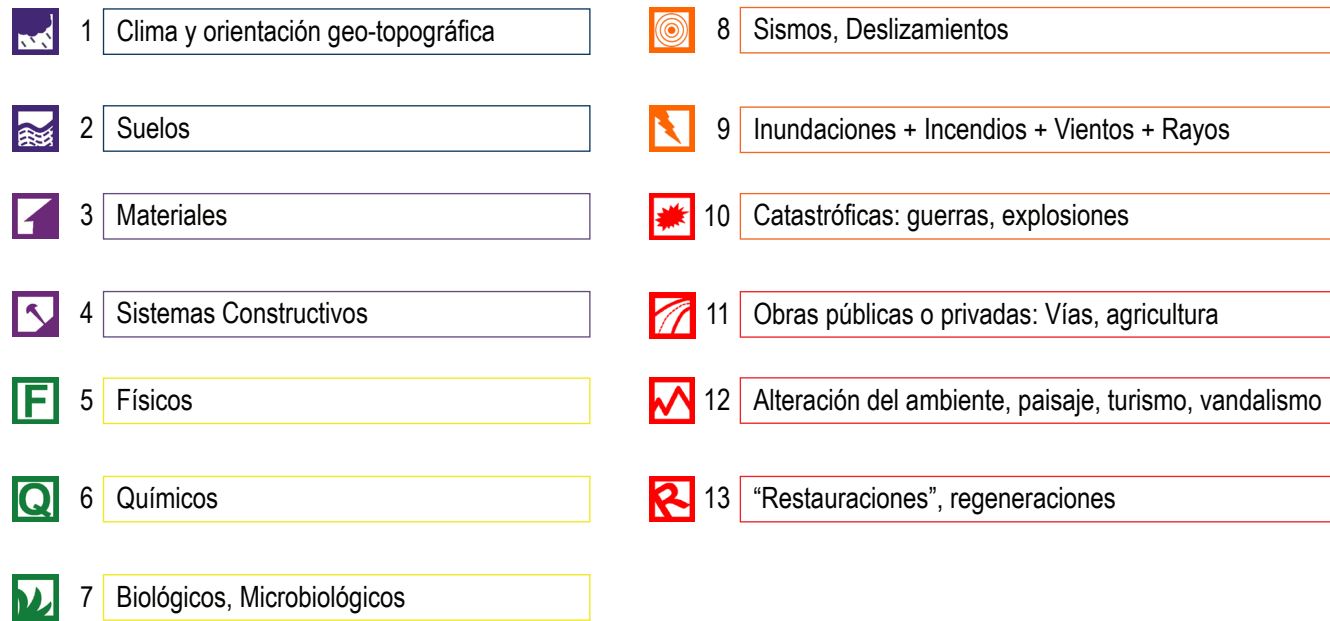 1 Clima y orientación geo-topográfica
2 Suelos
3 Materiales
4 Sistemas Constructivos
F 5 Físicos
Q 6 Químicos
7 Biológicos, Microbiológicos
8 Sismos, Deslizamientos
9 Inundaciones + Incendios + Vientos + Rayos
10 Catastróficas: guerras, explosiones
11 Obras públicas o privadas: Vías, agricultura
12 Alteración del ambiente, paisaje, turismo, vandalismo
R 13 “Restauraciones”, regeneraciones